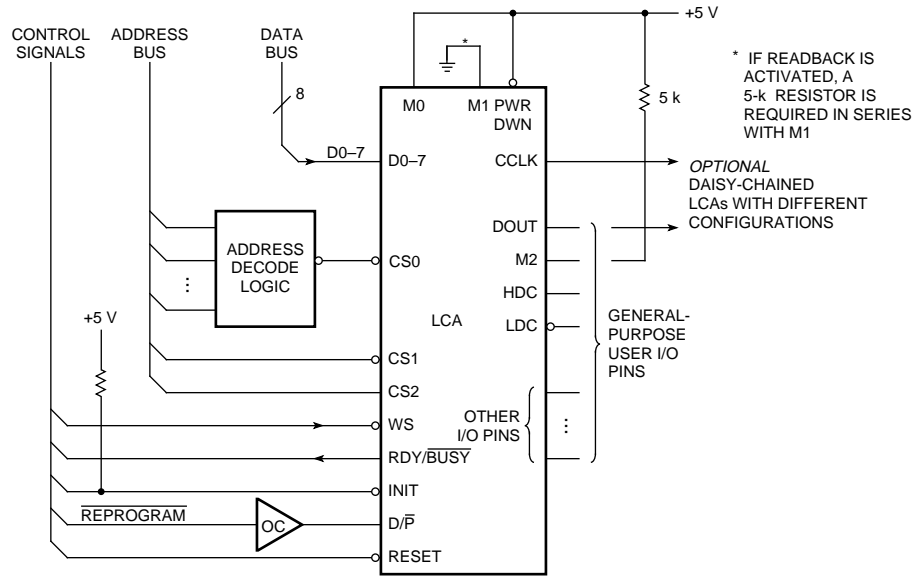 CONTROL
SIGNALS
ADDRESS
BUS
DATA
BUS
+5 V
*
8
M0
M1
PWR
DWN
5 k
* IF READBACK IS
ACTIVATED, A
5-k RESISTOR IS
REQUIRED IN SERIES
WITH M1
D0–7
D0–7
CCLK
OPTIONAL
DAISY-CHAINED
LCAs WITH DIFFERENT
CONFIGURATIONS
DOUT
ADDRESS
DECODE
LOGIC
...
CS0
M2
HDC
LCA
LDC
GENERAL-
PURPOSE
USER I/O
PINS
+5 V
CS1
CS2
OTHER
I/O PINS
...
WS
RDY/BUSY
INIT
REPROGRAM
OC
D/P
RESET